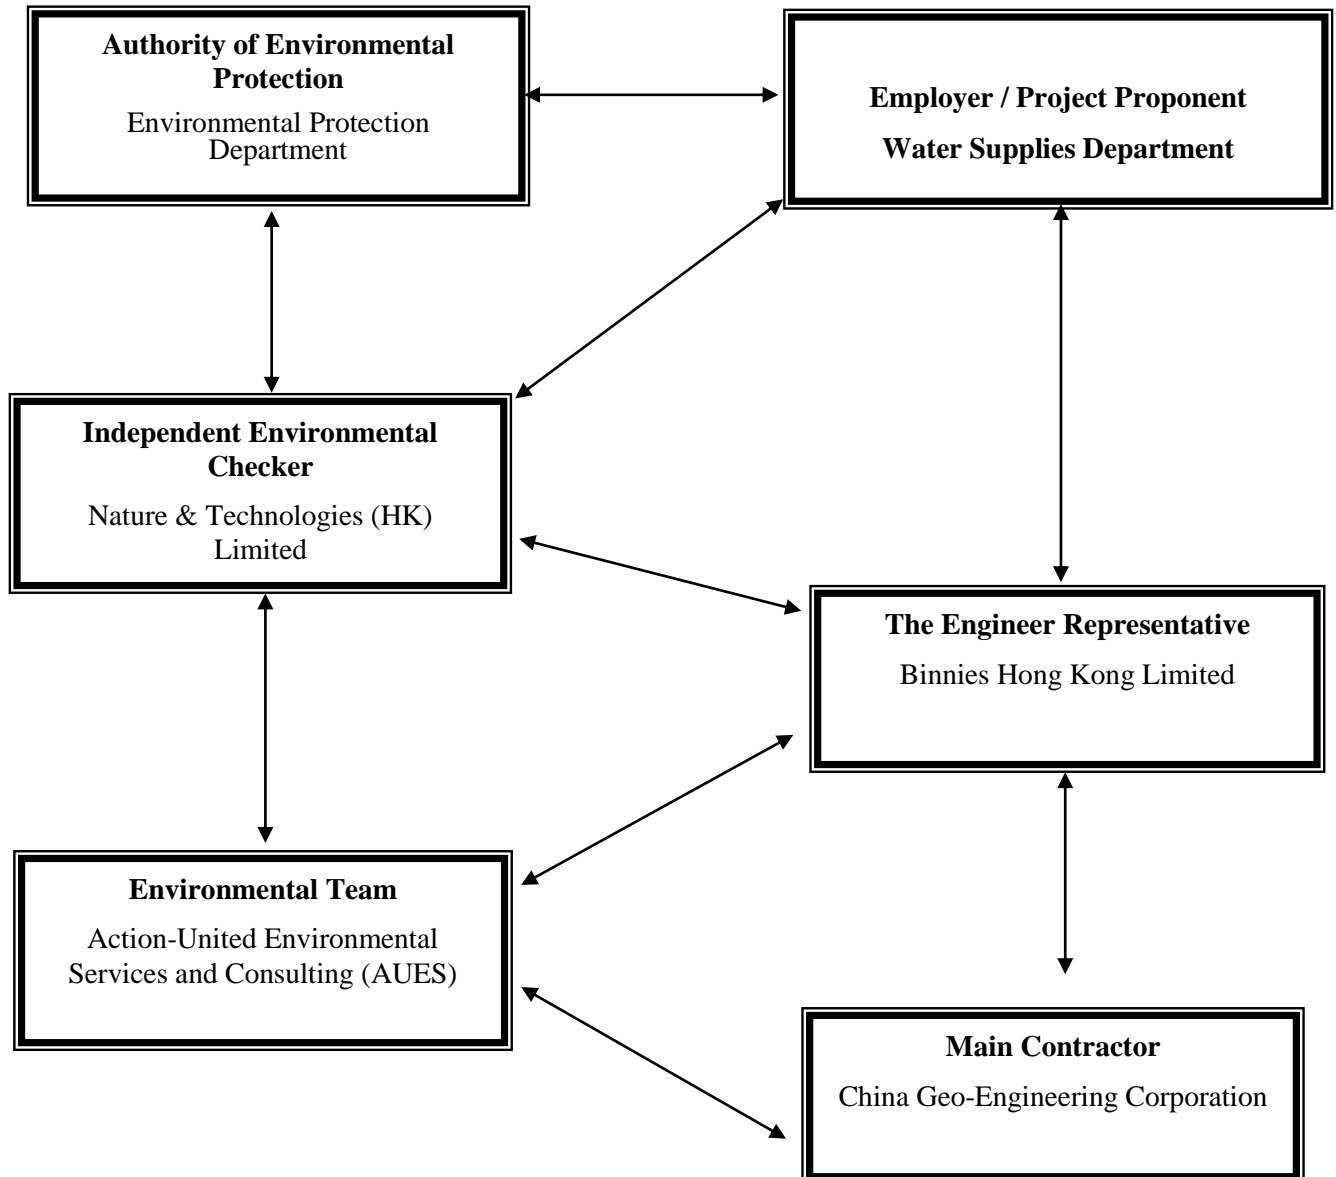 Authority of Environmental
Protection
Environmental Protection
Department
Employer / Project Proponent
Water Supplies Department
Independent Environmental
Checker
Nature & Technologies (HK)
Limited
The Engineer Representative
Binnies Hong Kong Limited
Environmental Team
Action-United Environmental
Services and Consulting (AUES)
Main Contractor
China Geo-Engineering Corporation